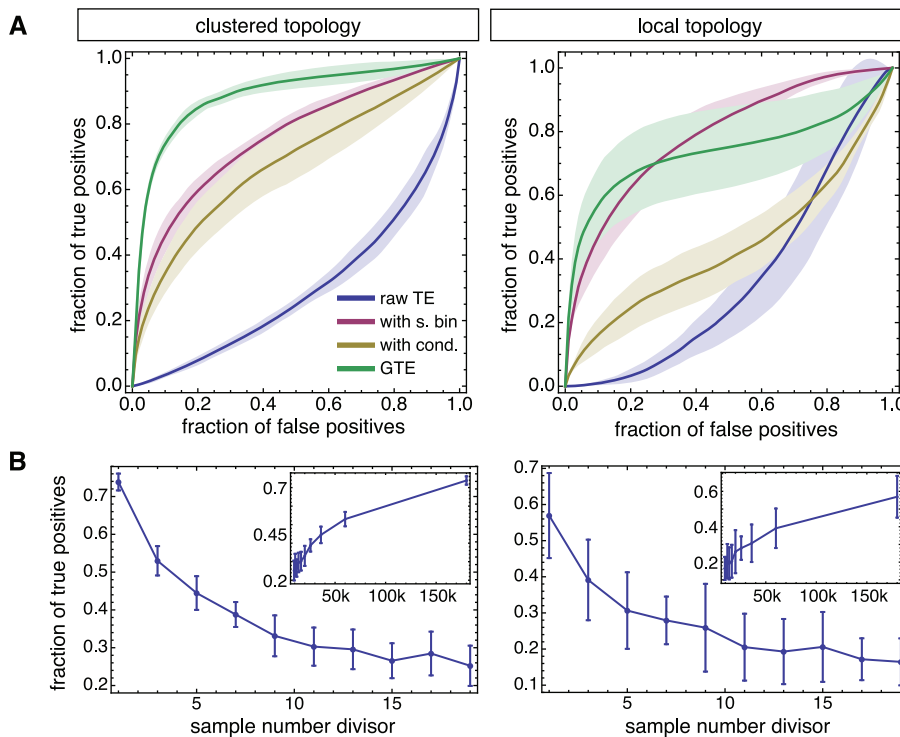 A
clustered topology
local topology
fraction of true positives
1.0
0.8
0.6
0.4
0.2
0.0
0.0 0.2 0.4 0.6 0.8 1.0
fraction of false positives
raw TE
with s. bin
with cond.
GTE
fraction of true positives
1.0
0.8
0.6
0.4
0.2
0.0
0.0 0.2 0.4 0.6 0.8 1.0
fraction of false positives
B
fraction of true positives
0.7
0.6
0.5
0.4
0.3
0.2
5 10 15
sample number divisor
0.7
0.45
0.2
50k 100k 150k
0.7
0.6
0.5
0.4
0.3
0.2
0.1
5 10 15
sample number divisor
0.6
0.4
0.2
50k 100k 150k